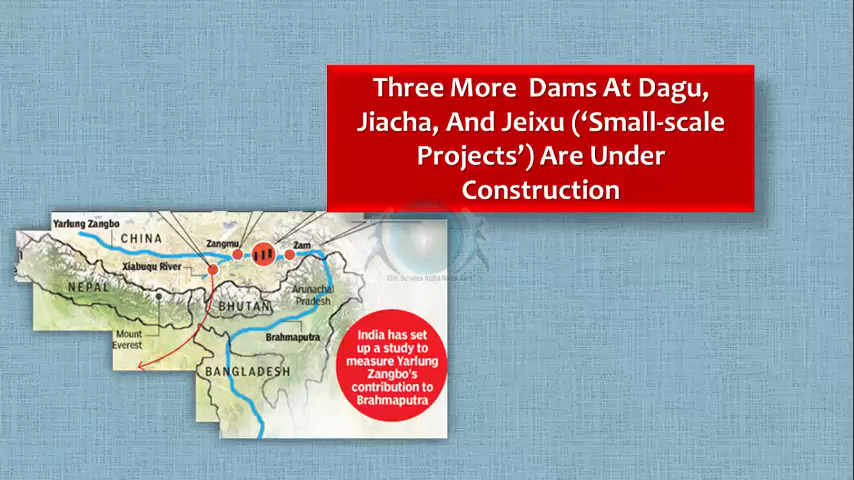 Three More Dams At Dagu,
Jiacha, And Jeixu (‘Small-scale
Projects’) Are Under
Construction
Yarlung Zangbo
CHINA
Zangmu
Zam
Xiabuqu River
NEPAL
BHUTAN
Arunachal
Pradesh
Mount
Everest
Brahmaputra
BANGLADESH
India has set
up a study to
measure Yarlung
Zangbo's
contribution to
Brahmaputra